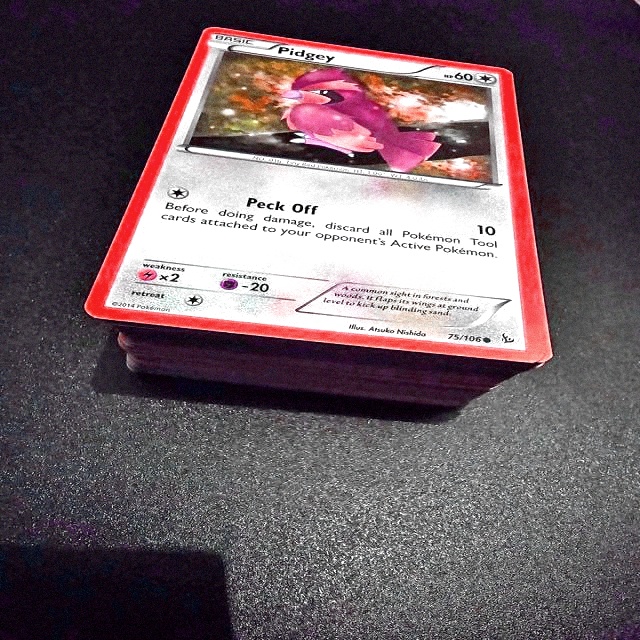 BASIC
Pidgey
HP60
Peck Off 10
Before doing damage, discard all Pokémon Tool
cards attached to your opponent's Active Pokémon.
weakness
×2
resistance
-20
retreat
A common sight in forests and
woods. It flaps its wings at ground
level to kick up blinding sand.
©2014 Pokémon
Illus. Atsuko Nishida
75/106